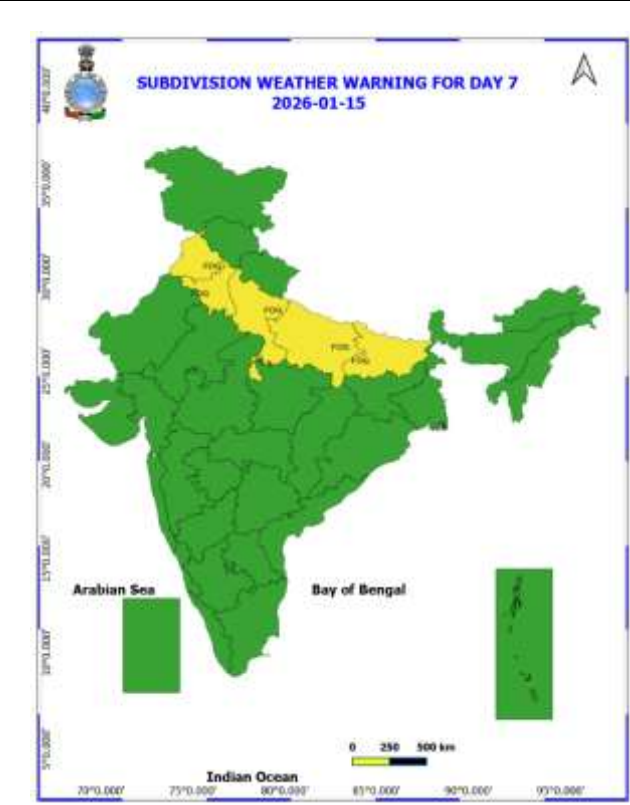 SUBDIVISION WEATHER WARNING FOR DAY 7
2026-01-15
40°0.000'
35°0.000'
30°0.000'
25°0.000'
20°0.000'
15°0.000'
10°0.000'
5°0.000'
FOG
FOG
FOG
FOG
FOG
Arabian Sea
Bay of Bengal
0 250 500 km
Indian Ocean
70°0.000' 75°0.000' 80°0.000' 85°0.000' 90°0.000' 95°0.000'